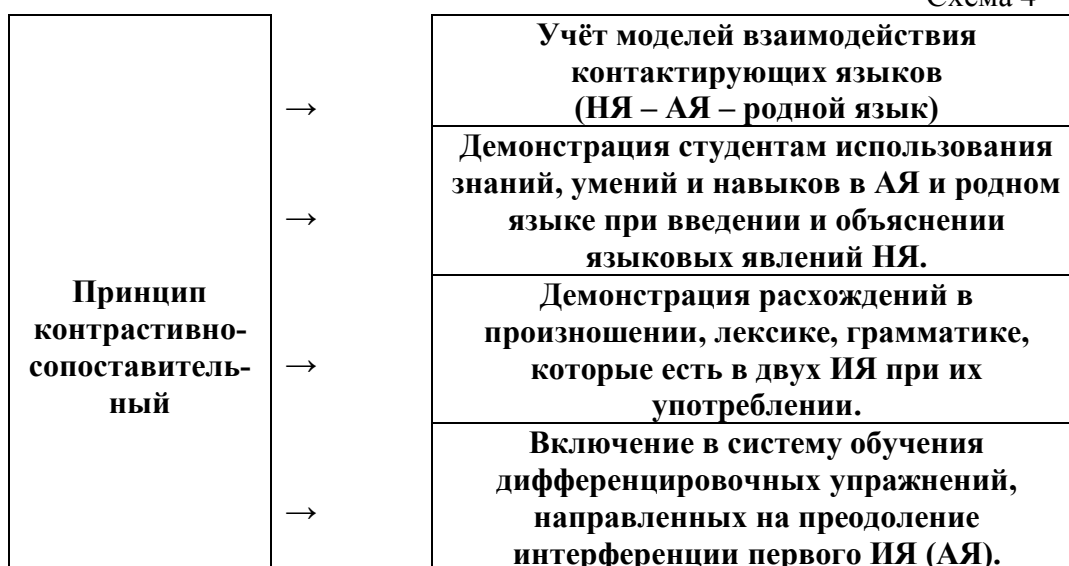 Схема 4
Принцип
контрастивно-
сопоставитель-
ный
→
Учёт моделей взаимодействия
контактирующих языков
(НЯ – АЯ – родной язык)
→
Демонстрация студентам использования
знаний, умений и навыков в АЯ и родном
языке при введении и объяснении
языковых явлений НЯ.
→
Демонстрация расхождений в
произношении, лексике, грамматике,
которые есть в двух ИЯ при их
употреблении.
→
Включение в систему обучения
дифференцировочных упражнений,
направленных на преодоление
интерференции первого ИЯ (АЯ).